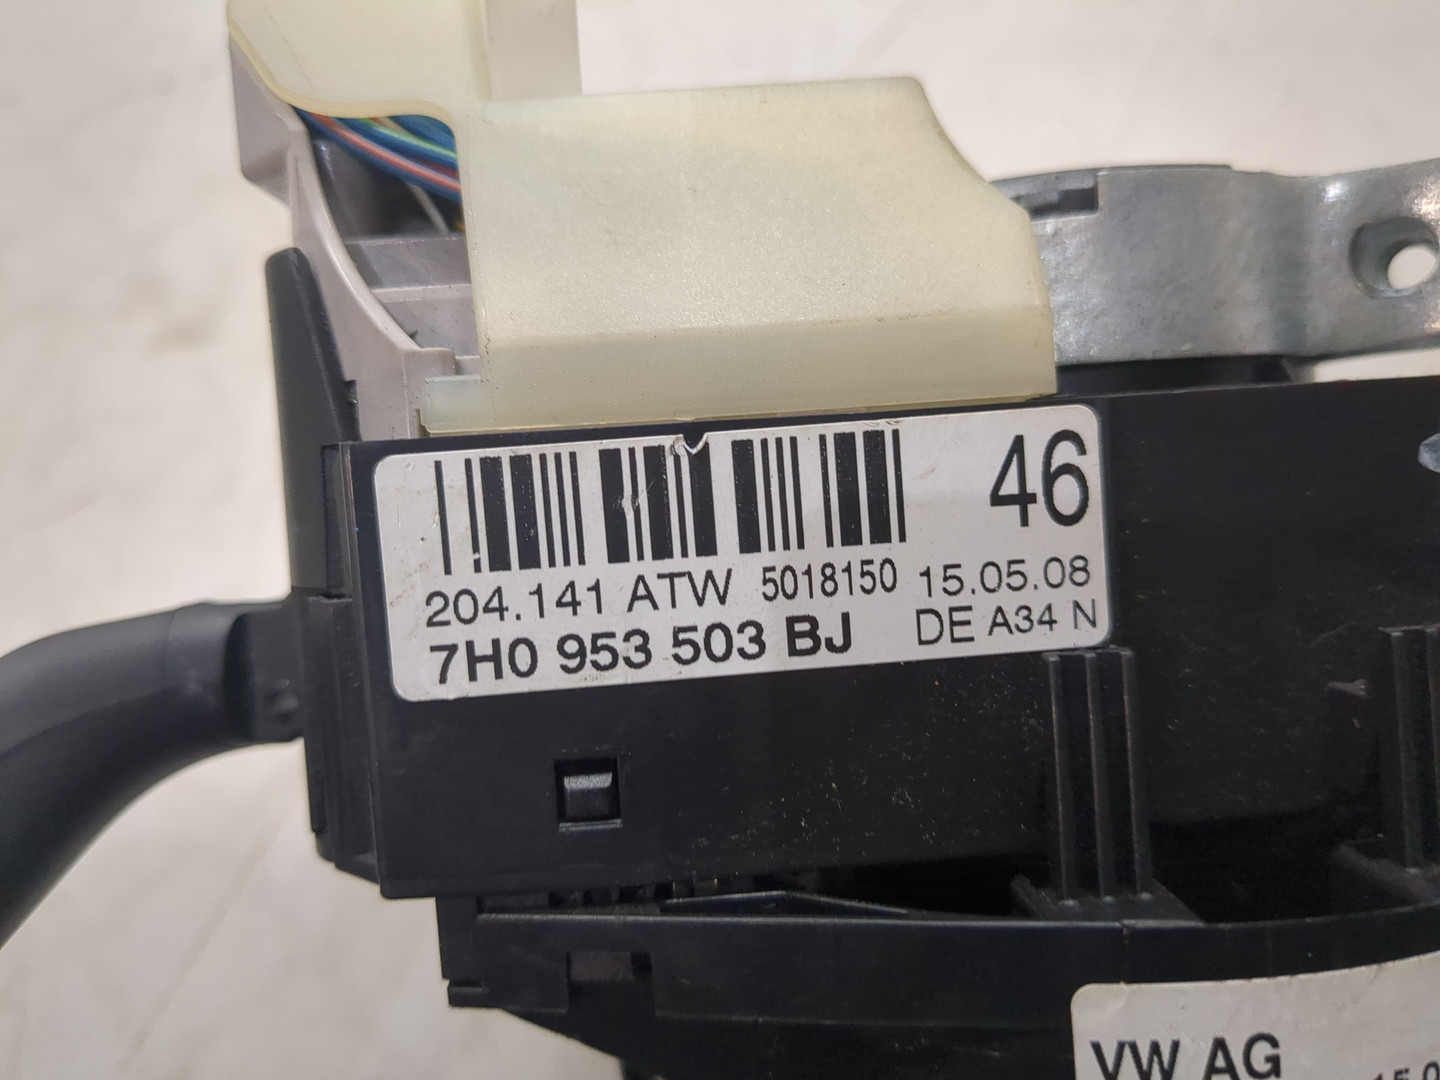 46
204.141 ATW 5018150 15.05.08
7H0 953 503 BJ DE A34 N
VW AG